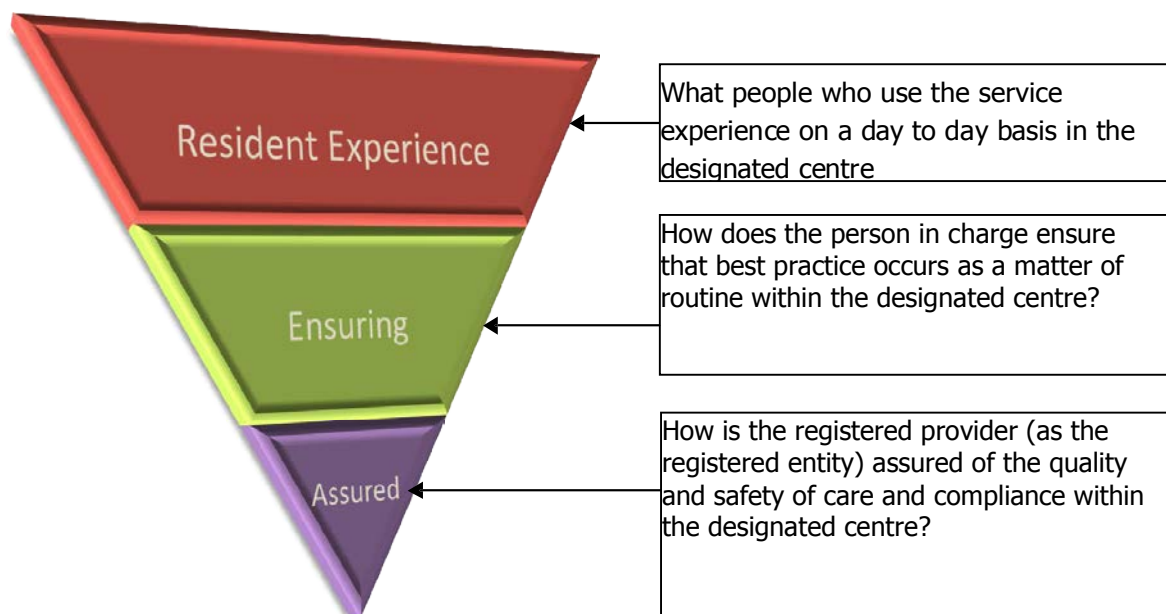 Resident Experience
What people who use the service
experience on a day to day basis in the
designated centre
Ensuring
How does the person in charge ensure
that best practice occurs as a matter of
routine within the designated centre?
Assured
How is the registered provider (as the
registered entity) assured of the quality
and safety of care and compliance within
the designated centre?